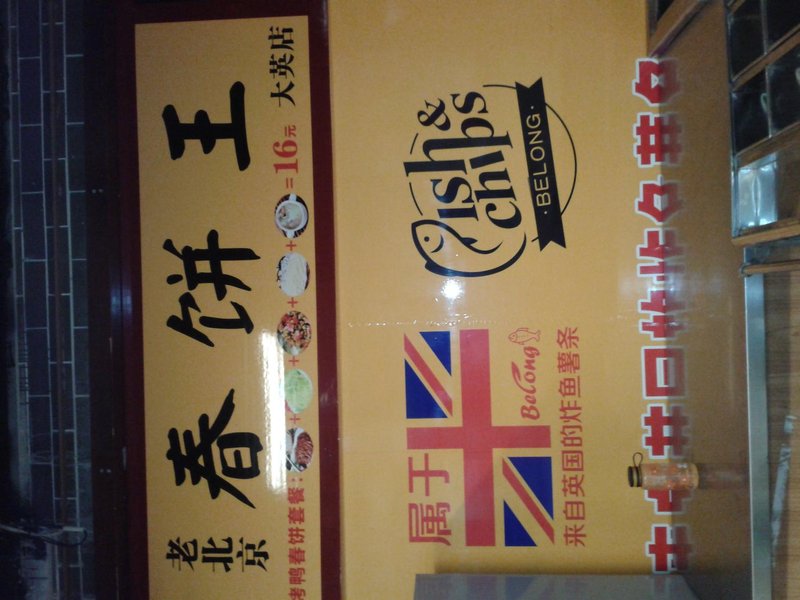 老北京
春饼王
大英店
烤鸭春饼套餐: + + + + =16元
Fish &
chips
·BELONG·
属于
Belong
来自英国的炸鱼薯条